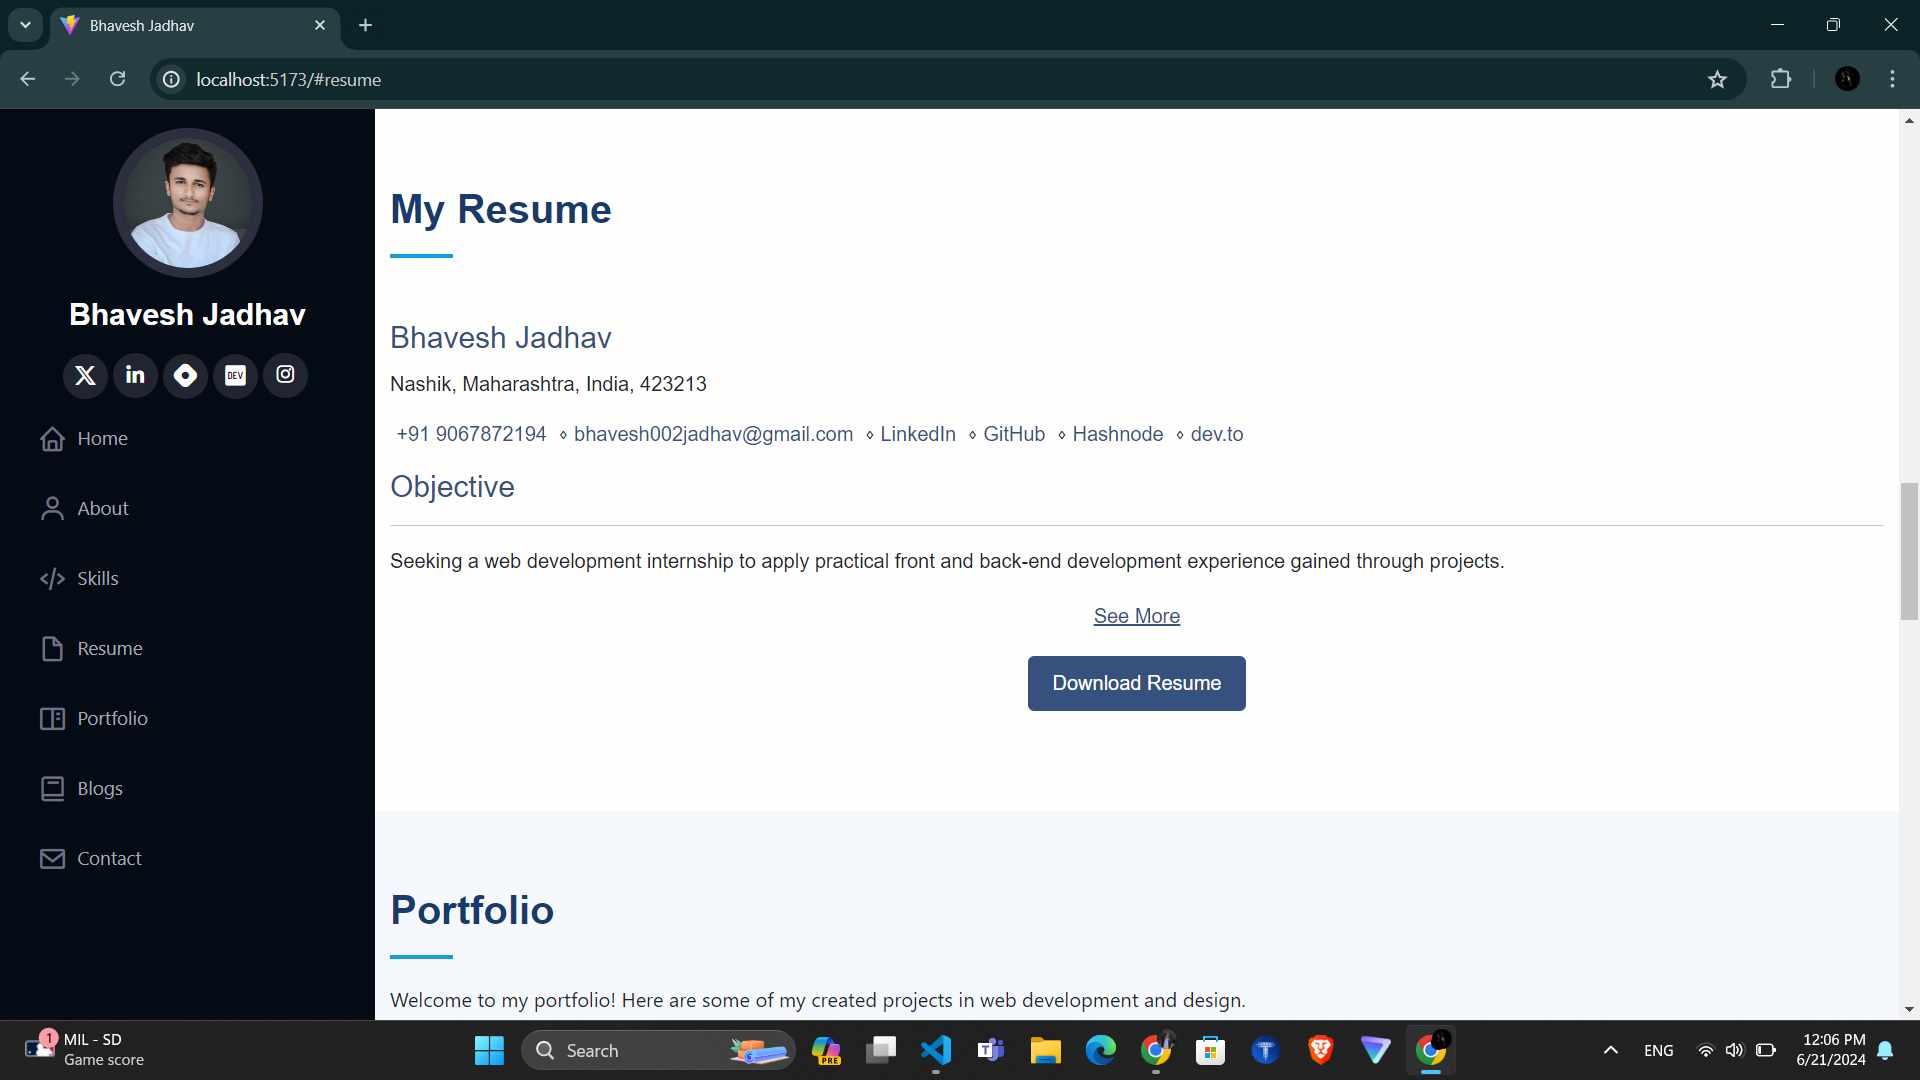 Bhavesh Jadhav
localhost:5173/#resume
Bhavesh Jadhav
in
DEV
Home
About
Skills
Resume
Portfolio
Blogs
Contact
My Resume
Bhavesh Jadhav
Nashik, Maharashtra, India, 423213
+91 9067872194 ⬨ bhavesh002jadhav@gmail.com ⬨ LinkedIn ⬨ GitHub ⬨ Hashnode ⬨ dev.to
Objective
Seeking a web development internship to apply practical front and back-end development experience gained through projects.
See More
Download Resume
Portfolio
Welcome to my portfolio! Here are some of my created projects in web development and design.
1
MIL - SD
Game score
Search
PRE
ENG
12:06 PM
6/21/2024